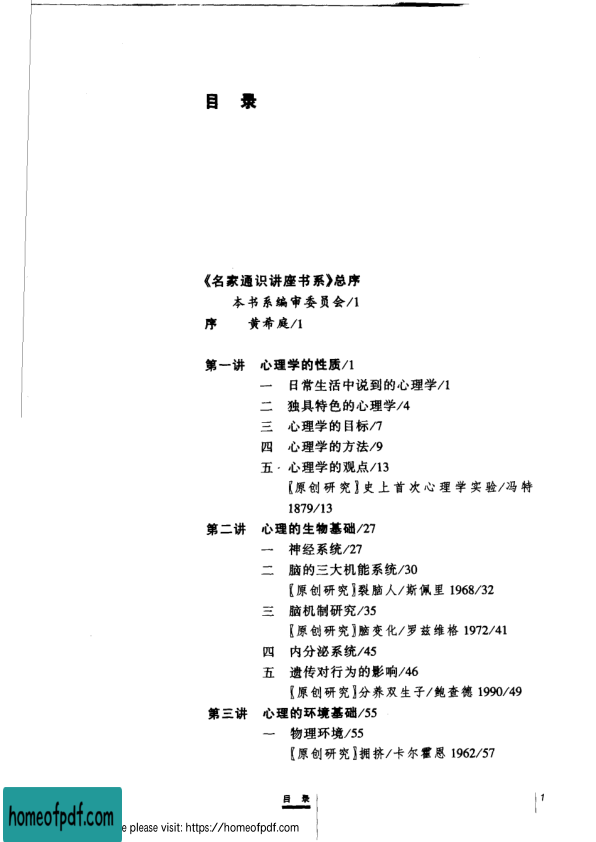 目 录
《名家通识讲座书系》总序
本书系编审委员会/1
序 黄希庭/1
第一讲 心理学的性质/1
一 日常生活中说到的心理学/1
二 独具特色的心理学/4
三 心理学的目标/7
四 心理学的方法/9
五 心理学的观点/13
〖原创研究〗史上首次心理学实验/冯特
1879/13
第二讲 心理的生物基础/27
一 神经系统/27
二 脑的三大机能系统/30
〖原创研究〗裂脑人/斯佩里 1968/32
三 脑机制研究/35
〖原创研究〗脑变化/罗兹维格 1972/41
四 内分泌系统/45
五 遗传对行为的影响/46
〖原创研究〗分养双生子/鲍查德 1990/49
第三讲 心理的环境基础/55
一 物理环境/55
〖原创研究〗拥挤/卡尔霍恩 1962/57
目 录 1
homeofpdf.com
e please visit: https://homeofpdf.com